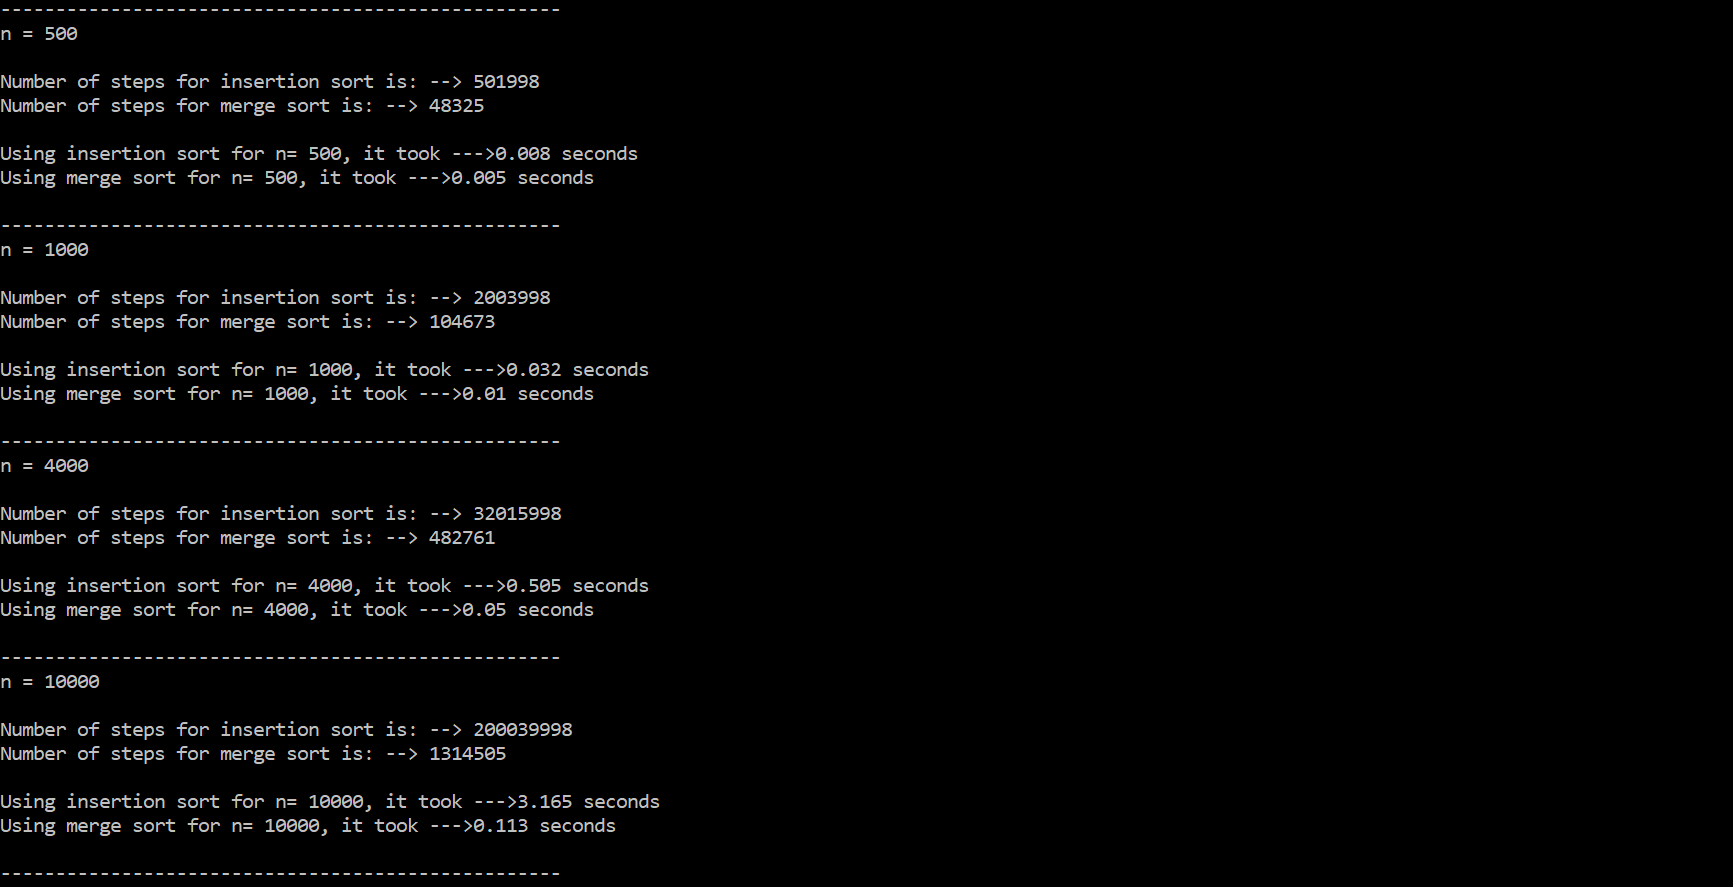 ---------------------------------------------------
n = 500
Number of steps for insertion sort is: --> 501998
Number of steps for merge sort is: --> 48325
Using insertion sort for n= 500, it took --->0.008 seconds
Using merge sort for n= 500, it took --->0.005 seconds
---------------------------------------------------
n = 1000
Number of steps for insertion sort is: --> 2003998
Number of steps for merge sort is: --> 104673
Using insertion sort for n= 1000, it took --->0.032 seconds
Using merge sort for n= 1000, it took --->0.01 seconds
---------------------------------------------------
n = 4000
Number of steps for insertion sort is: --> 32015998
Number of steps for merge sort is: --> 482761
Using insertion sort for n= 4000, it took --->0.505 seconds
Using merge sort for n= 4000, it took --->0.05 seconds
---------------------------------------------------
n = 10000
Number of steps for insertion sort is: --> 200039998
Number of steps for merge sort is: --> 1314505
Using insertion sort for n= 10000, it took --->3.165 seconds
Using merge sort for n= 10000, it took --->0.113 seconds
---------------------------------------------------